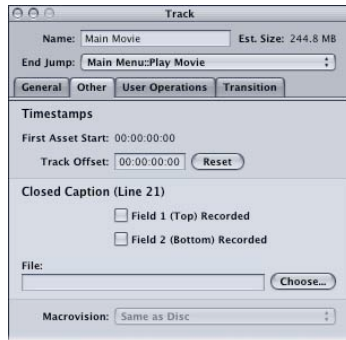 Track
Name: Main Movie Est. Size: 244.8 MB
End Jump: Main Menu::Play Movie
General Other User Operations Transition
Timestamps
First Asset Start: 00:00:00:00
Track Offset: 00:00:00:00 Reset
Closed Caption (Line 21)
Field 1 (Top) Recorded
Field 2 (Bottom) Recorded
File:
Choose...
Macrovision: Same as Disc